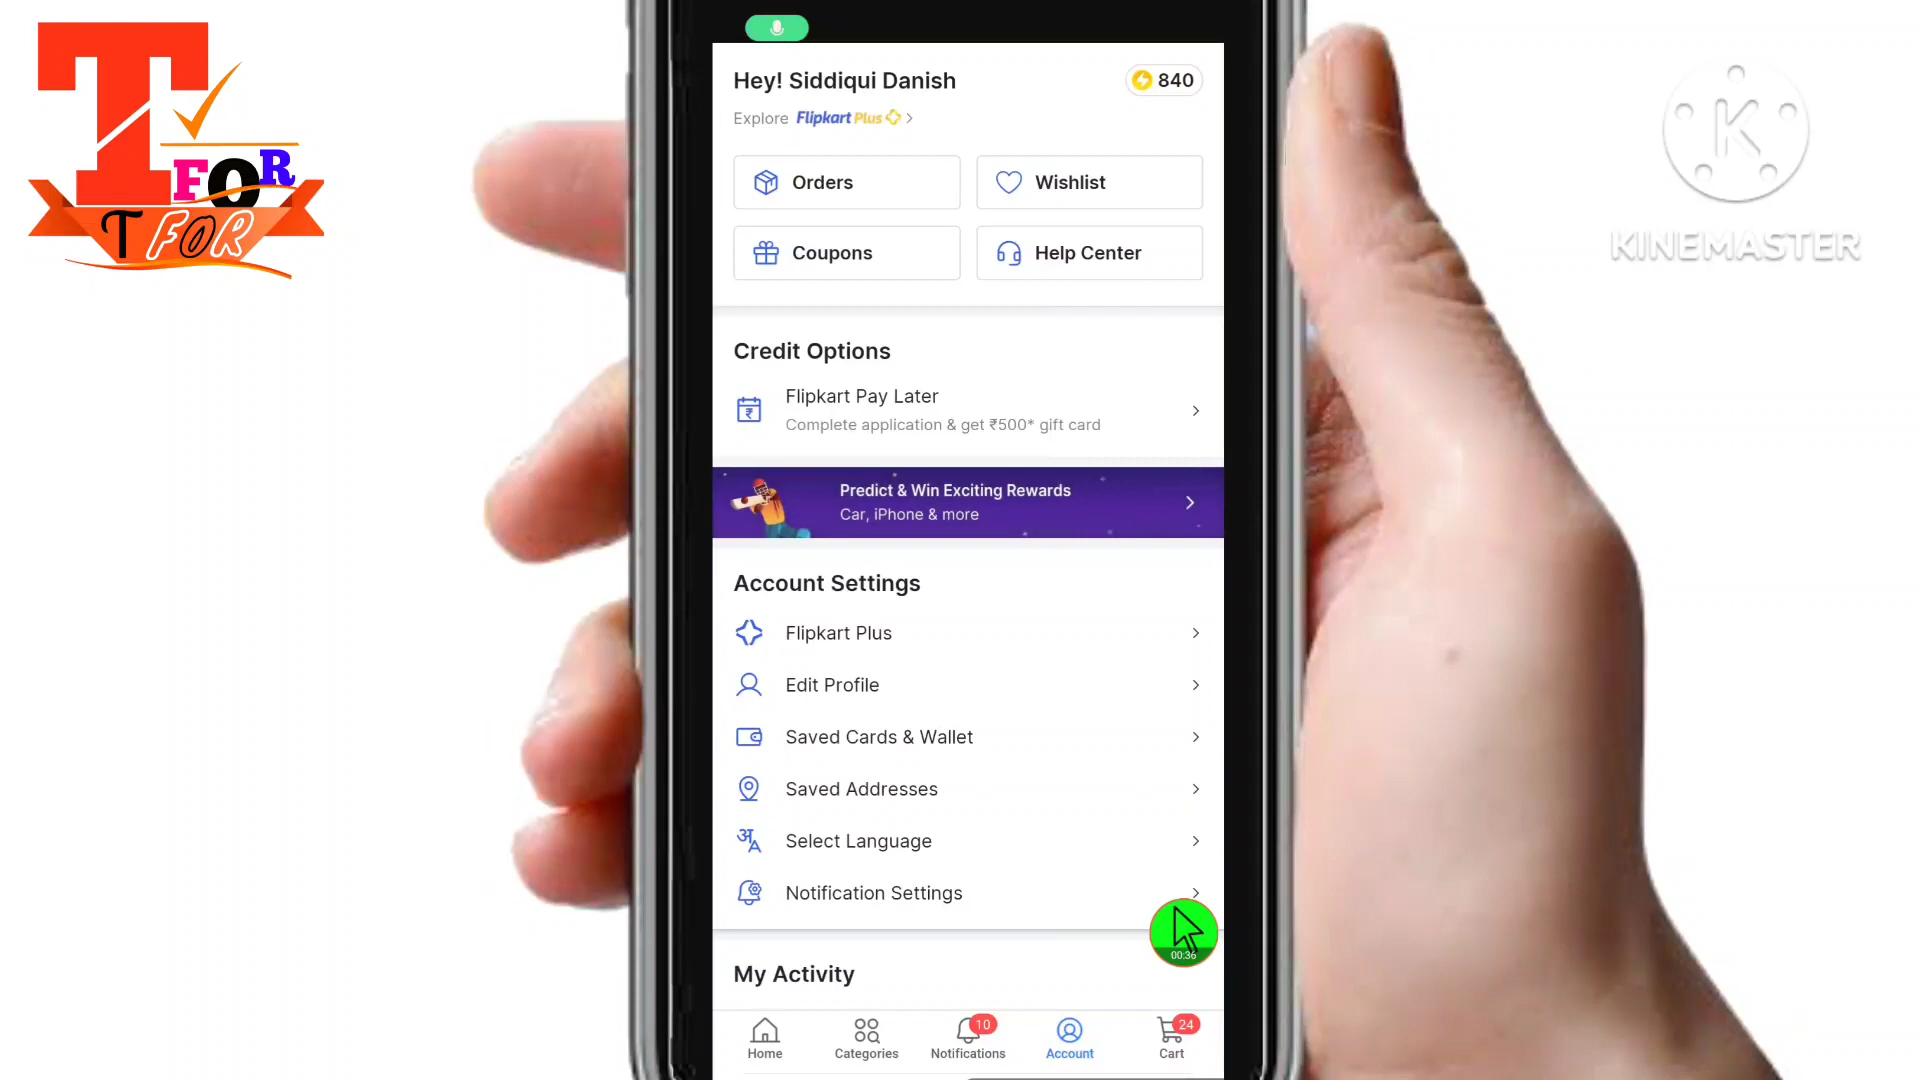 T
FOR
T FOR
K
KINEMASTER
Hey! Siddiqui Danish
840
Explore Flipkart Plus
Orders
Wishlist
Coupons
Help Center
Credit Options
Flipkart Pay Later
Complete application & get ₹500* gift card
Predict & Win Exciting Rewards
Car, iPhone & more
Account Settings
Flipkart Plus
Edit Profile
Saved Cards & Wallet
Saved Addresses
अ
A
Select Language
Notification Settings
00:36
My Activity
10
24
Home
Categories
Notifications
Account
Cart